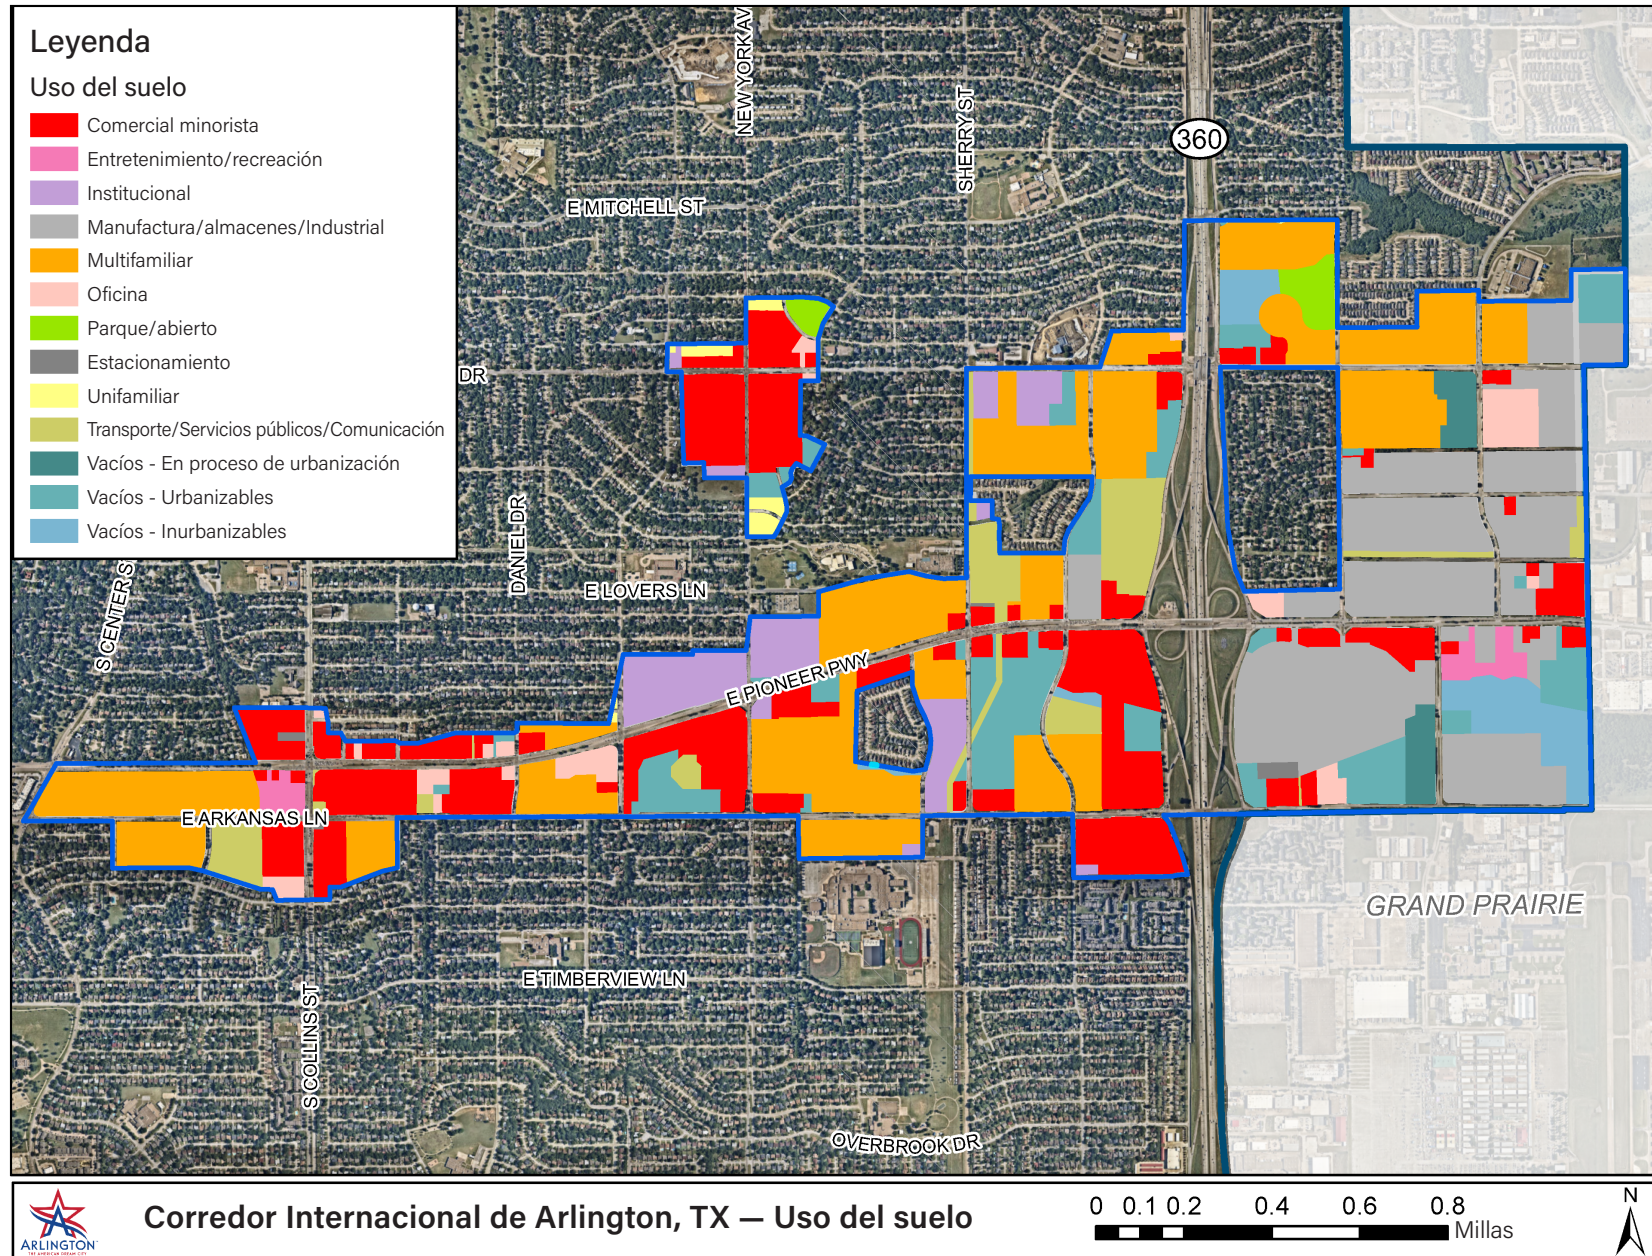 Leyenda
Uso del suelo
Comercial minorista
Entretenimiento/recreación
Institucional
Manufactura/almacenes/Industrial
Multifamiliar
Oficina
Parque/abierto
Estacionamiento
Unifamiliar
Transporte/Servicios públicos/Comunicación
Vacíos - En proceso de urbanización
Vacíos - Urbanizables
Vacíos - Inurbanizables
NEW YORK AV
SHERRY ST
360
E MITCHELL ST
DR
DANIEL DR
S CENTER S
E LOVERS LN
E PIONEER PWY
E ARKANSAS LN
GRAND PRAIRIE
E TIMBERVIEW LN
S COLLINS ST
OVERBROOK DR
ARLINGTON
THE AMERICAN DREAM CITY
Corredor Internacional de Arlington, TX — Uso del suelo
0 0.1 0.2 0.4 0.6 0.8
Millas
N